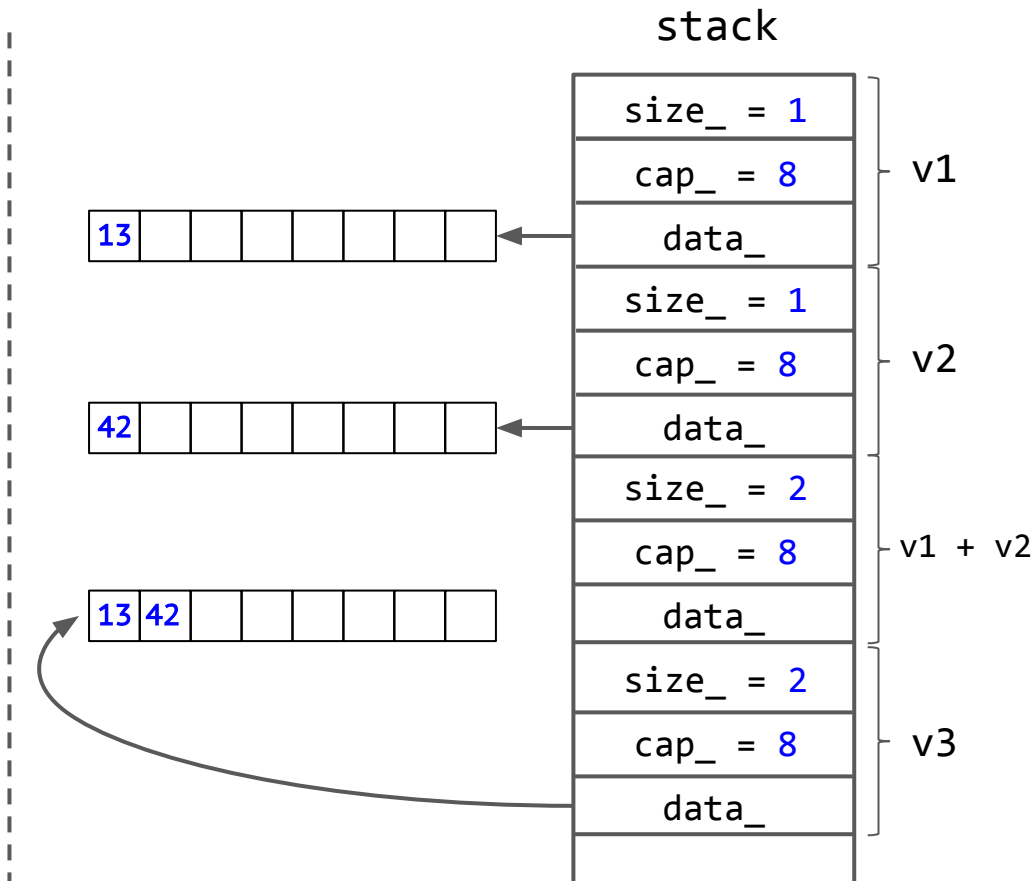 stack
size_ = 1
cap_ = 8
v1
13
data_
size_ = 1
cap_ = 8
v2
42
data_
size_ = 2
cap_ = 8
v1 + v2
13 42
data_
size_ = 2
cap_ = 8
v3
data_